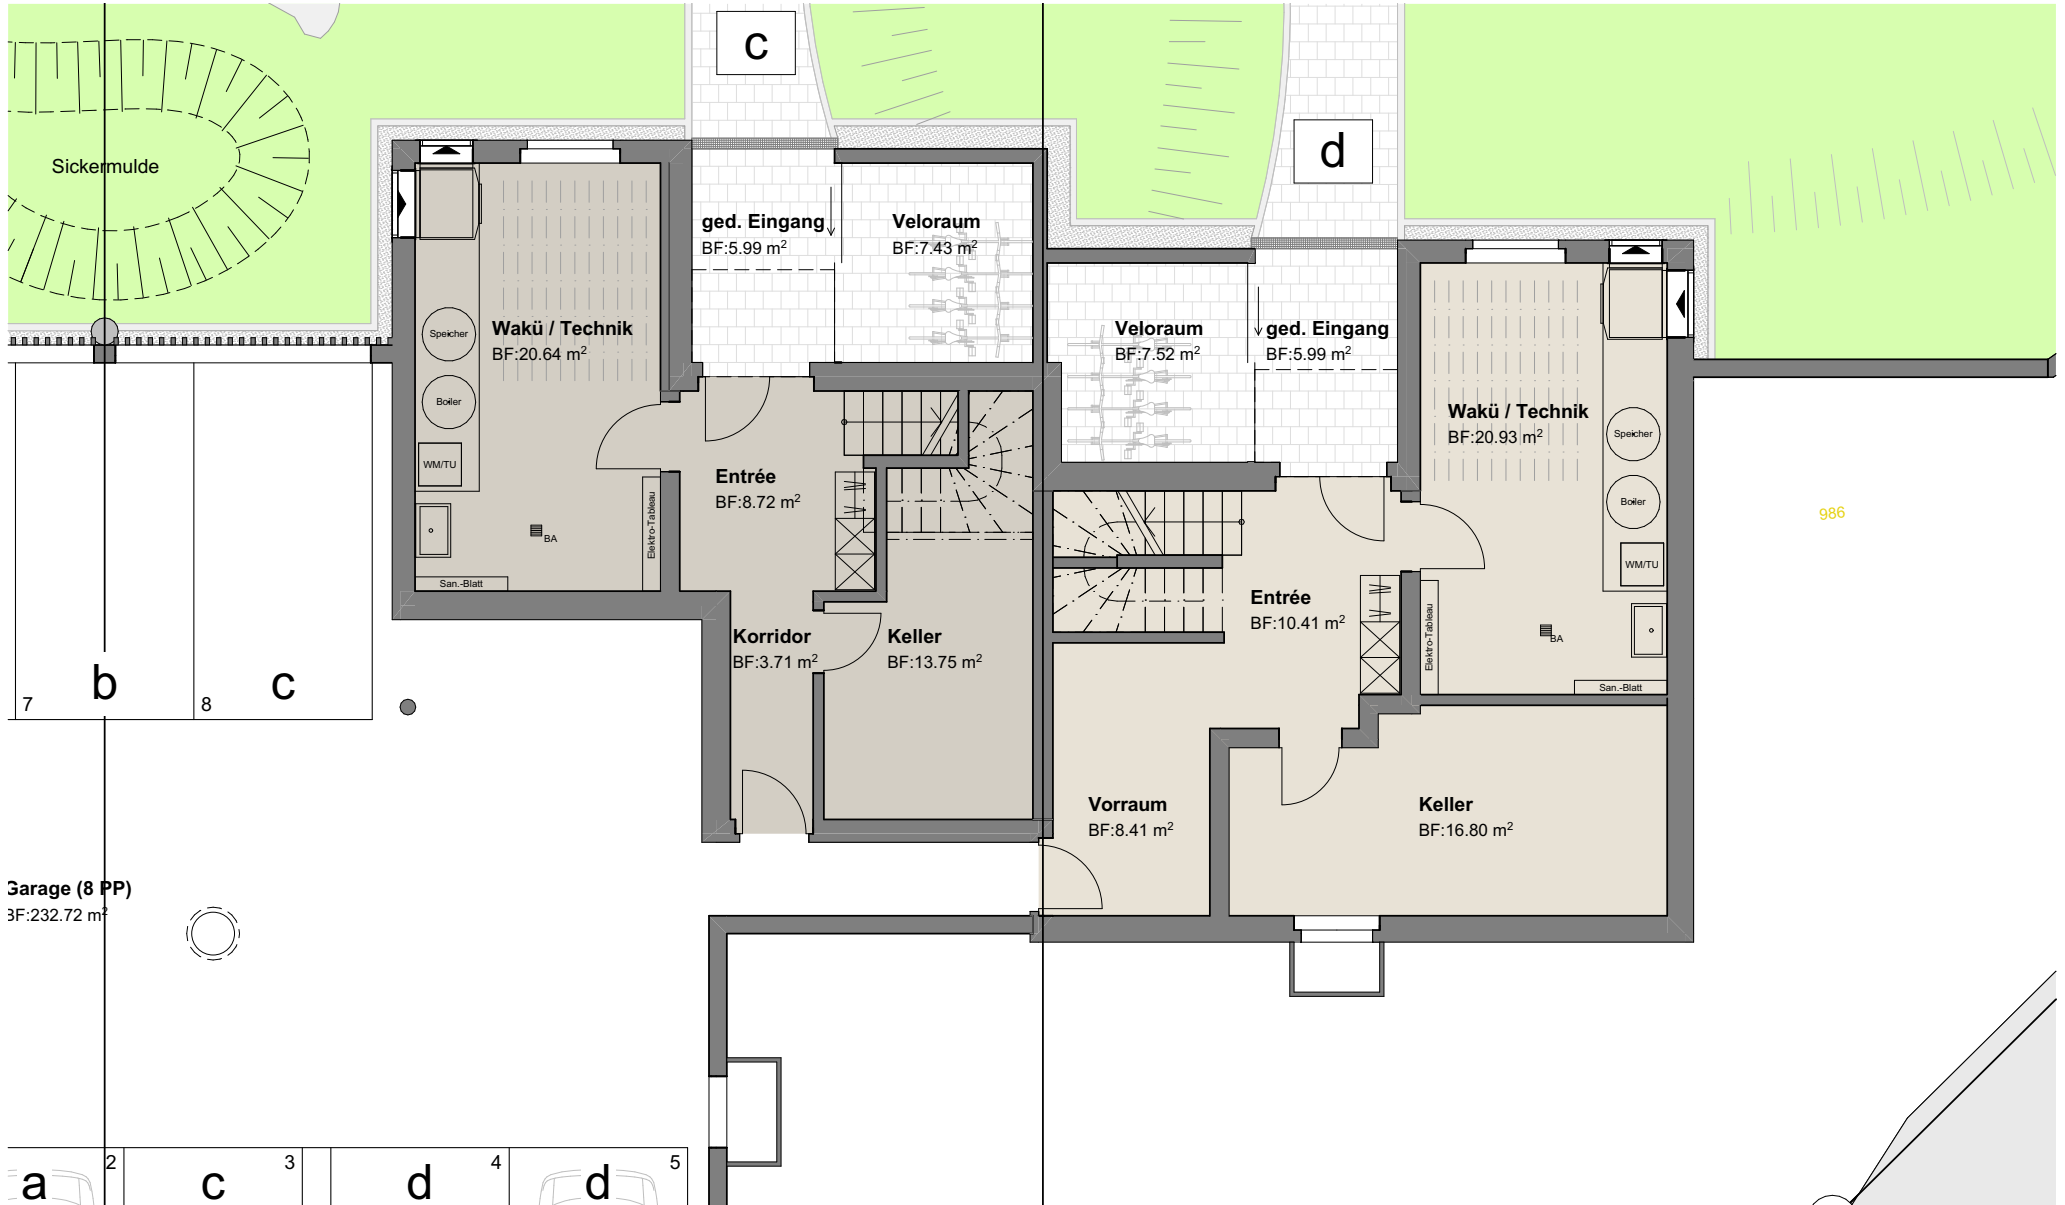 c
d
Sickermulde
ged. Eingang
BF:5.99 m²
Veloraum
BF:7.43 m²
Speicher
Wakü / Technik
BF:20.64 m²
Boiler
WM/TU
BA
Elektro-Tableau
San.-Blatt
Entrée
BF:8.72 m²
Korridor
BF:3.71 m²
Keller
BF:13.75 m²
Veloraum
BF:7.52 m²
ged. Eingang
BF:5.99 m²
Wakü / Technik
BF:20.93 m²
Speicher
Boiler
WM/TU
BA
Elektro-Tableau
San.-Blatt
Entrée
BF:10.41 m²
Vorraum
BF:8.41 m²
Keller
BF:16.80 m²
986
7
b
8
c
Garage (8 PP)
BF:232.72 m²
a
2
c
3
d
4
d
5